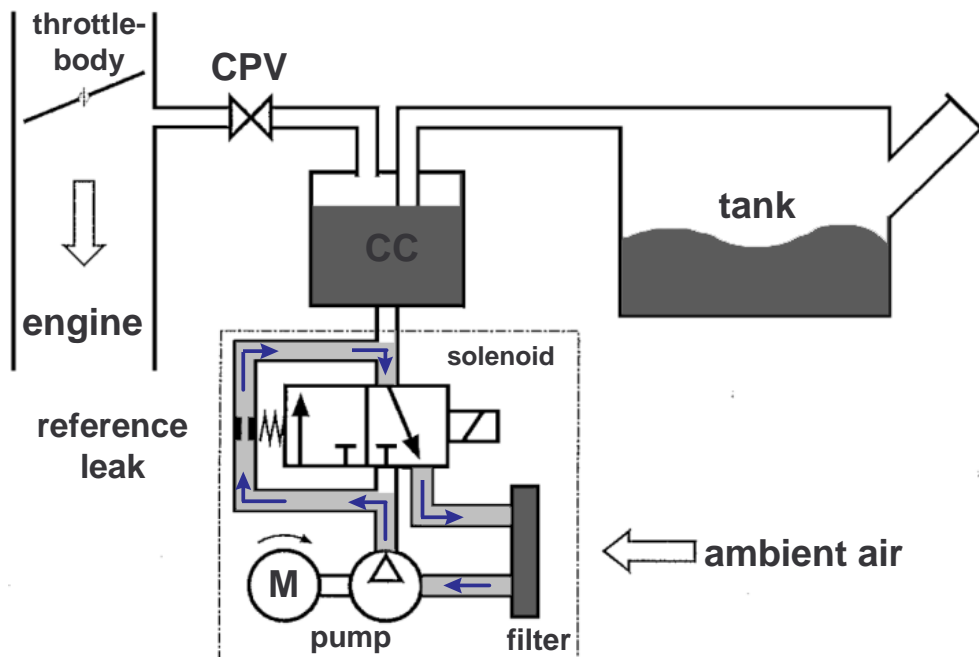 throttle-
body
CPV
tank
CC
engine
solenoid
reference
leak
ambient air
M
pump
filter